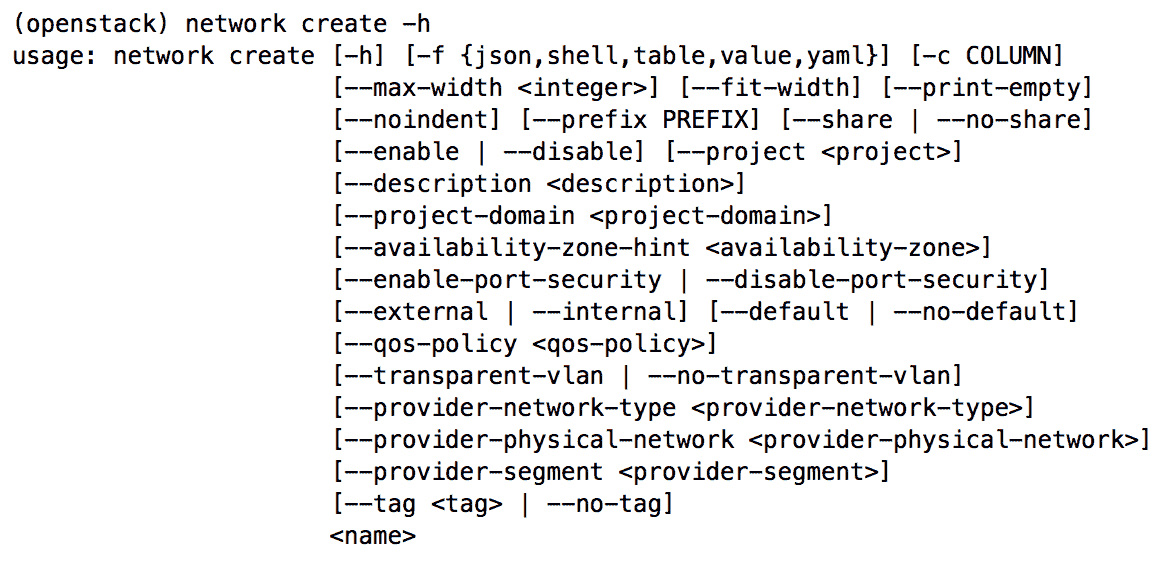 (openstack) network create -h
usage: network create [-h] [-f {json,shell,table,value,yaml}] [-c COLUMN]
[--max-width <integer>] [--fit-width] [--print-empty]
[--noindent] [--prefix PREFIX] [--share | --no-share]
[--enable | --disable] [--project <project>]
[--description <description>]
[--project-domain <project-domain>]
[--availability-zone-hint <availability-zone>]
[--enable-port-security | --disable-port-security]
[--external | --internal] [--default | --no-default]
[--qos-policy <qos-policy>]
[--transparent-vlan | --no-transparent-vlan]
[--provider-network-type <provider-network-type>]
[--provider-physical-network <provider-physical-network>]
[--provider-segment <provider-segment>]
[--tag <tag> | --no-tag]
<name>